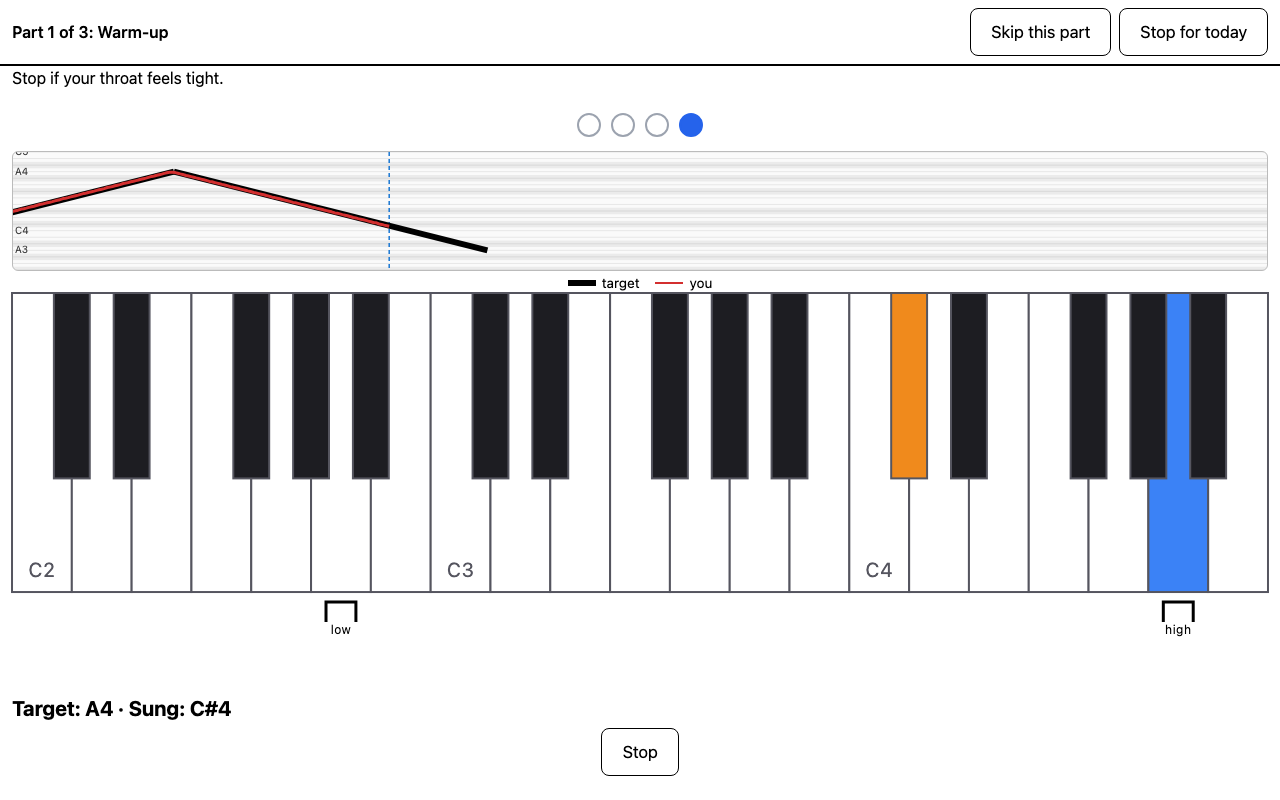 Part 1 of 3: Warm-up
Skip this part
Stop for today
Stop if your throat feels tight.
A4
C4
A3
target
you
C2
C3
C4
low
high
Target: A4 · Sung: C#4
Stop